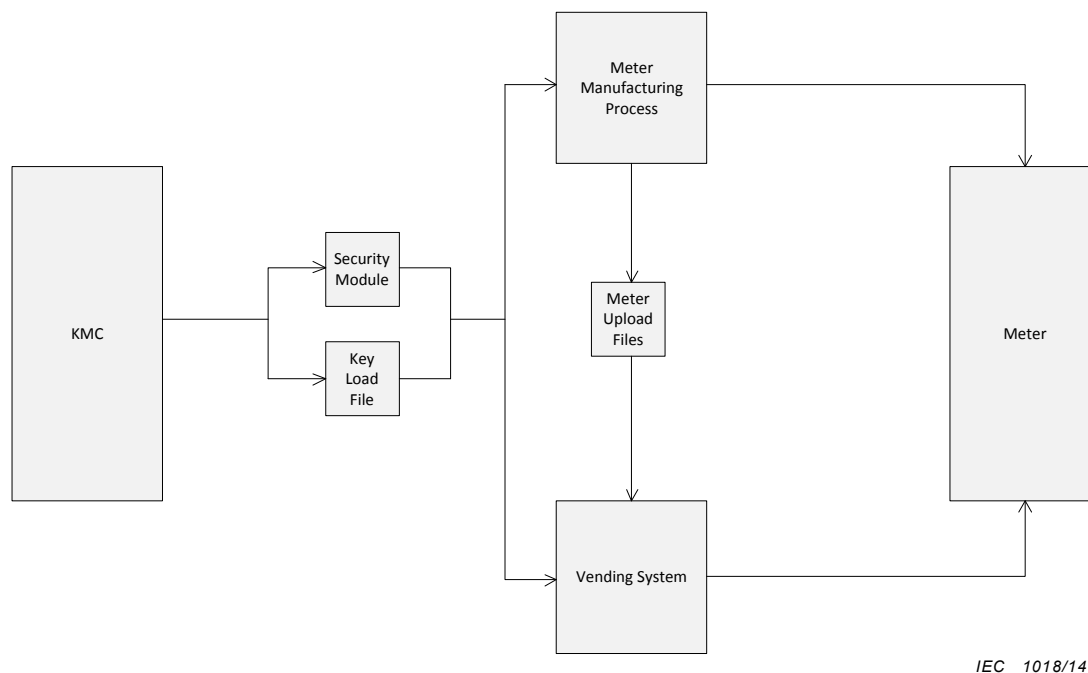 Meter
Manufacturing
Process
Security
Module
KMC
Key
Load
File
Meter
Upload
Files
Meter
Vending System
IEC 1018/14